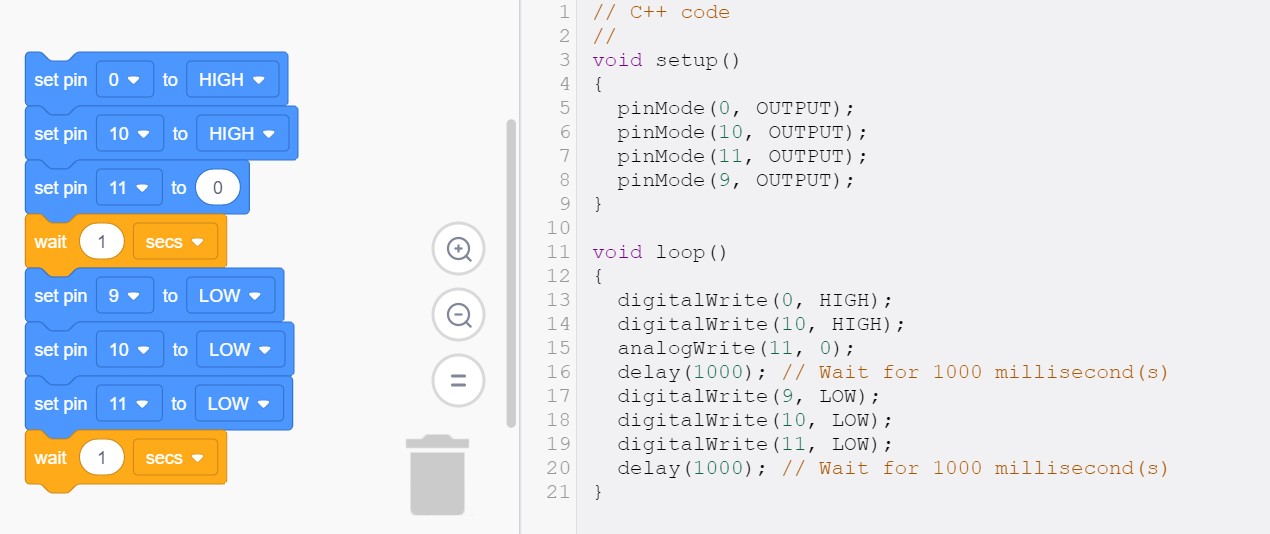 set pin 0 to HIGH
set pin 10 to HIGH
set pin 11 to 0
wait 1 secs
set pin 9 to LOW
set pin 10 to LOW
set pin 11 to LOW
wait 1 secs
=
1 // C++ code
2 //
3 void setup()
4 {
5   pinMode(0, OUTPUT);
6   pinMode(10, OUTPUT);
7   pinMode(11, OUTPUT);
8   pinMode(9, OUTPUT);
9 }
10
11 void loop()
12 {
13   digitalWrite(0, HIGH);
14   digitalWrite(10, HIGH);
15   analogWrite(11, 0);
16   delay(1000); // Wait for 1000 millisecond(s)
17   digitalWrite(9, LOW);
18   digitalWrite(10, LOW);
19   digitalWrite(11, LOW);
20   delay(1000); // Wait for 1000 millisecond(s)
21 }